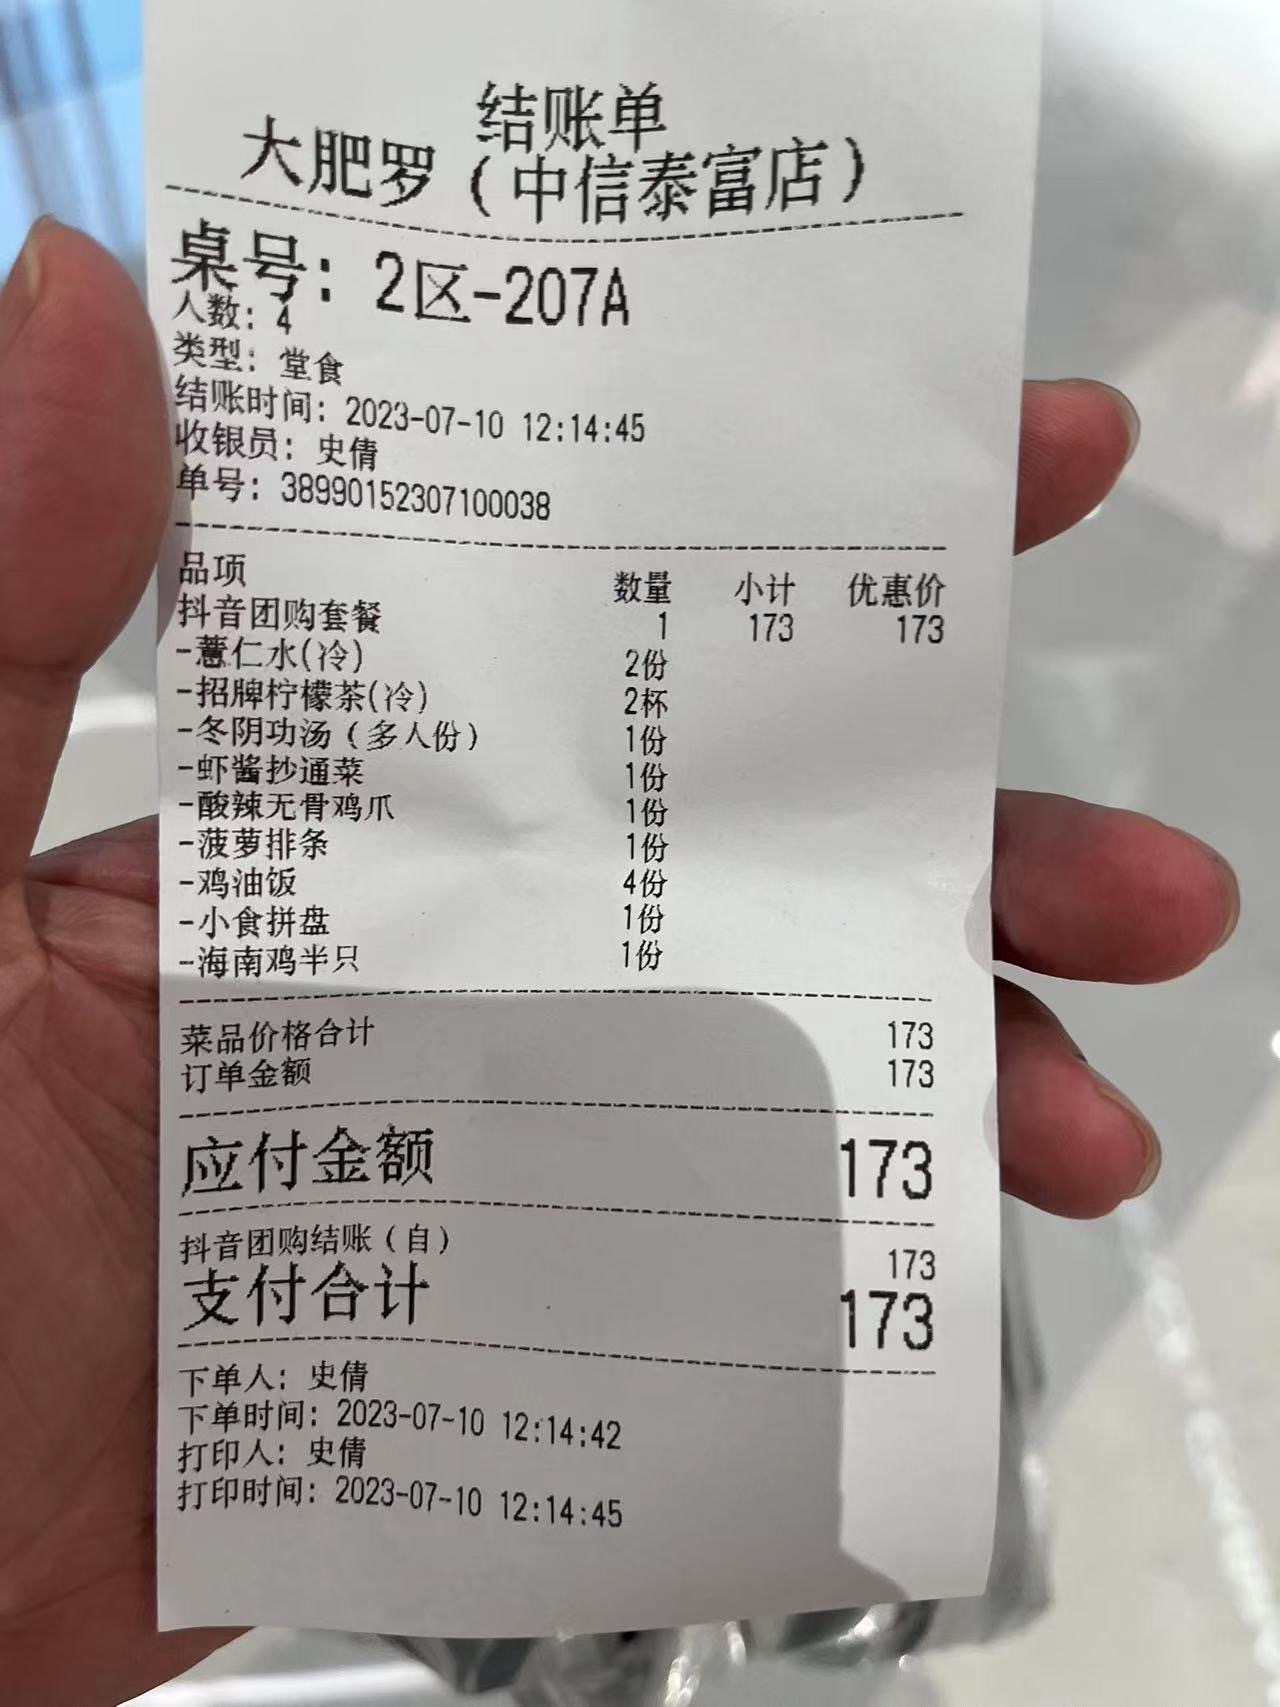 结账单
大肥罗（中信泰富店）
桌号：2区-207A
人数：4
类型：堂食
结账时间：2023-07-10 12:14:45
收银员：史倩
单号：38990152307100038
品项 数量 小计 优惠价
抖音团购套餐 1 173 173
-薏仁水(冷) 2份
-招牌柠檬茶(冷) 2杯
-冬阴功汤（多人份） 1份
-虾酱抄通菜 1份
-酸辣无骨鸡爪 1份
-菠萝排条 1份
-鸡油饭 4份
-小食拼盘 1份
-海南鸡半只 1份
菜品价格合计 173
订单金额 173
应付金额 173
抖音团购结账（自） 173
支付合计 173
下单人：史倩
下单时间：2023-07-10 12:14:42
打印人：史倩
打印时间：2023-07-10 12:14:45